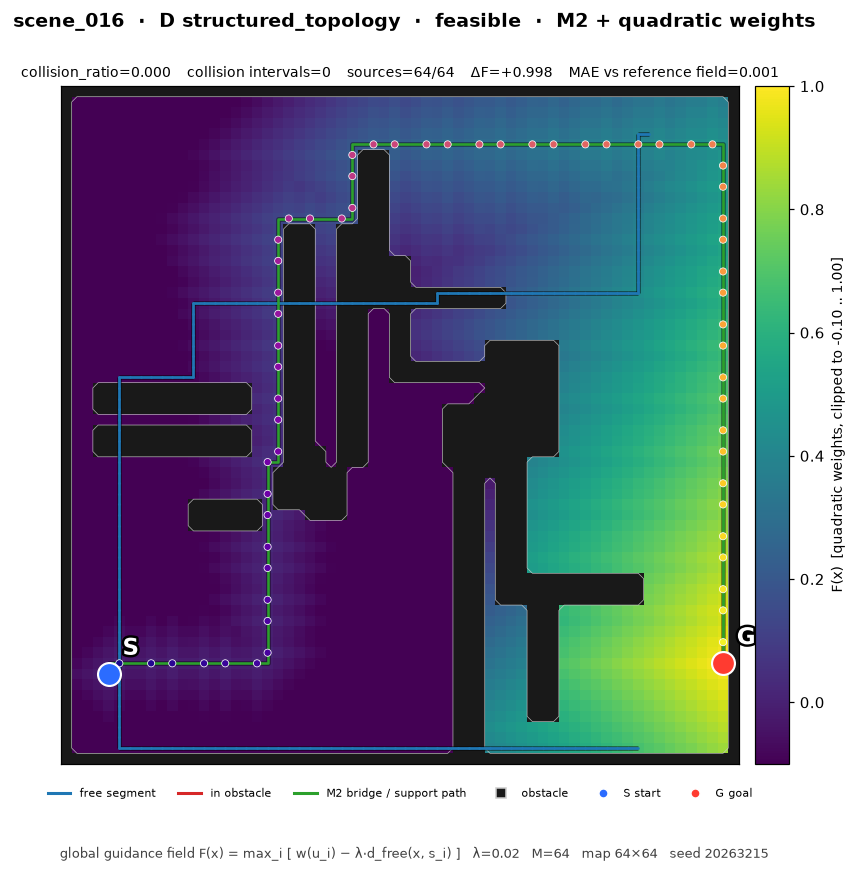 scene_016 · D structured_topology · feasible · M2 + quadratic weights
collision_ratio=0.000 collision intervals=0 sources=64/64 ΔF=+0.998 MAE vs reference field=0.001
1.0
0.8
0.6
0.4
0.2
0.0
F(x) [quadratic weights, clipped to -0.10 .. 1.00]
S
G
free segment
in obstacle
M2 bridge / support path
obstacle
S start
G goal
global guidance field F(x) = max_i [ w(u_i) − λ·d_free(x, s_i) ] λ=0.02 M=64 map 64×64 seed 20263215